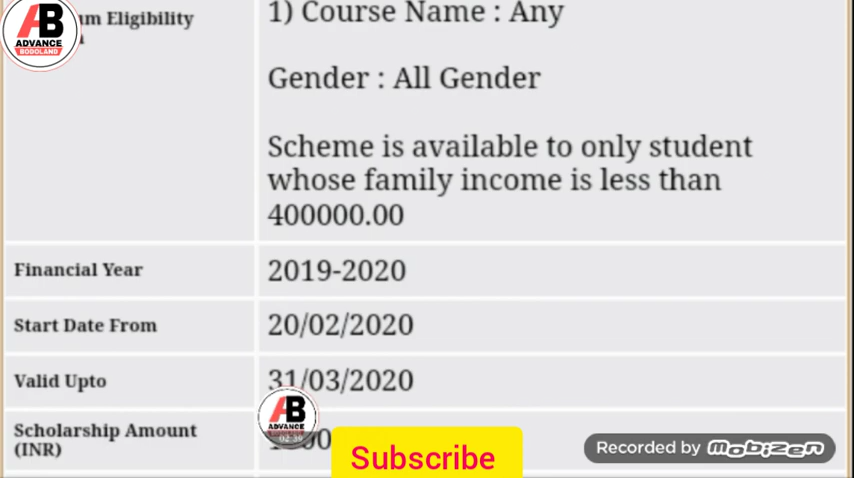 AB
ADVANCE
BODOLAND
Eligibility
1) Course Name : Any
Gender : All Gender
Scheme is available to only student
whose family income is less than
400000.00
Financial Year
2019-2020
Start Date From
20/02/2020
Valid Upto
31/03/2020
Scholarship Amount
(INR)
AB
ADVANCE
02:39
Subscribe
Recorded by mobizen